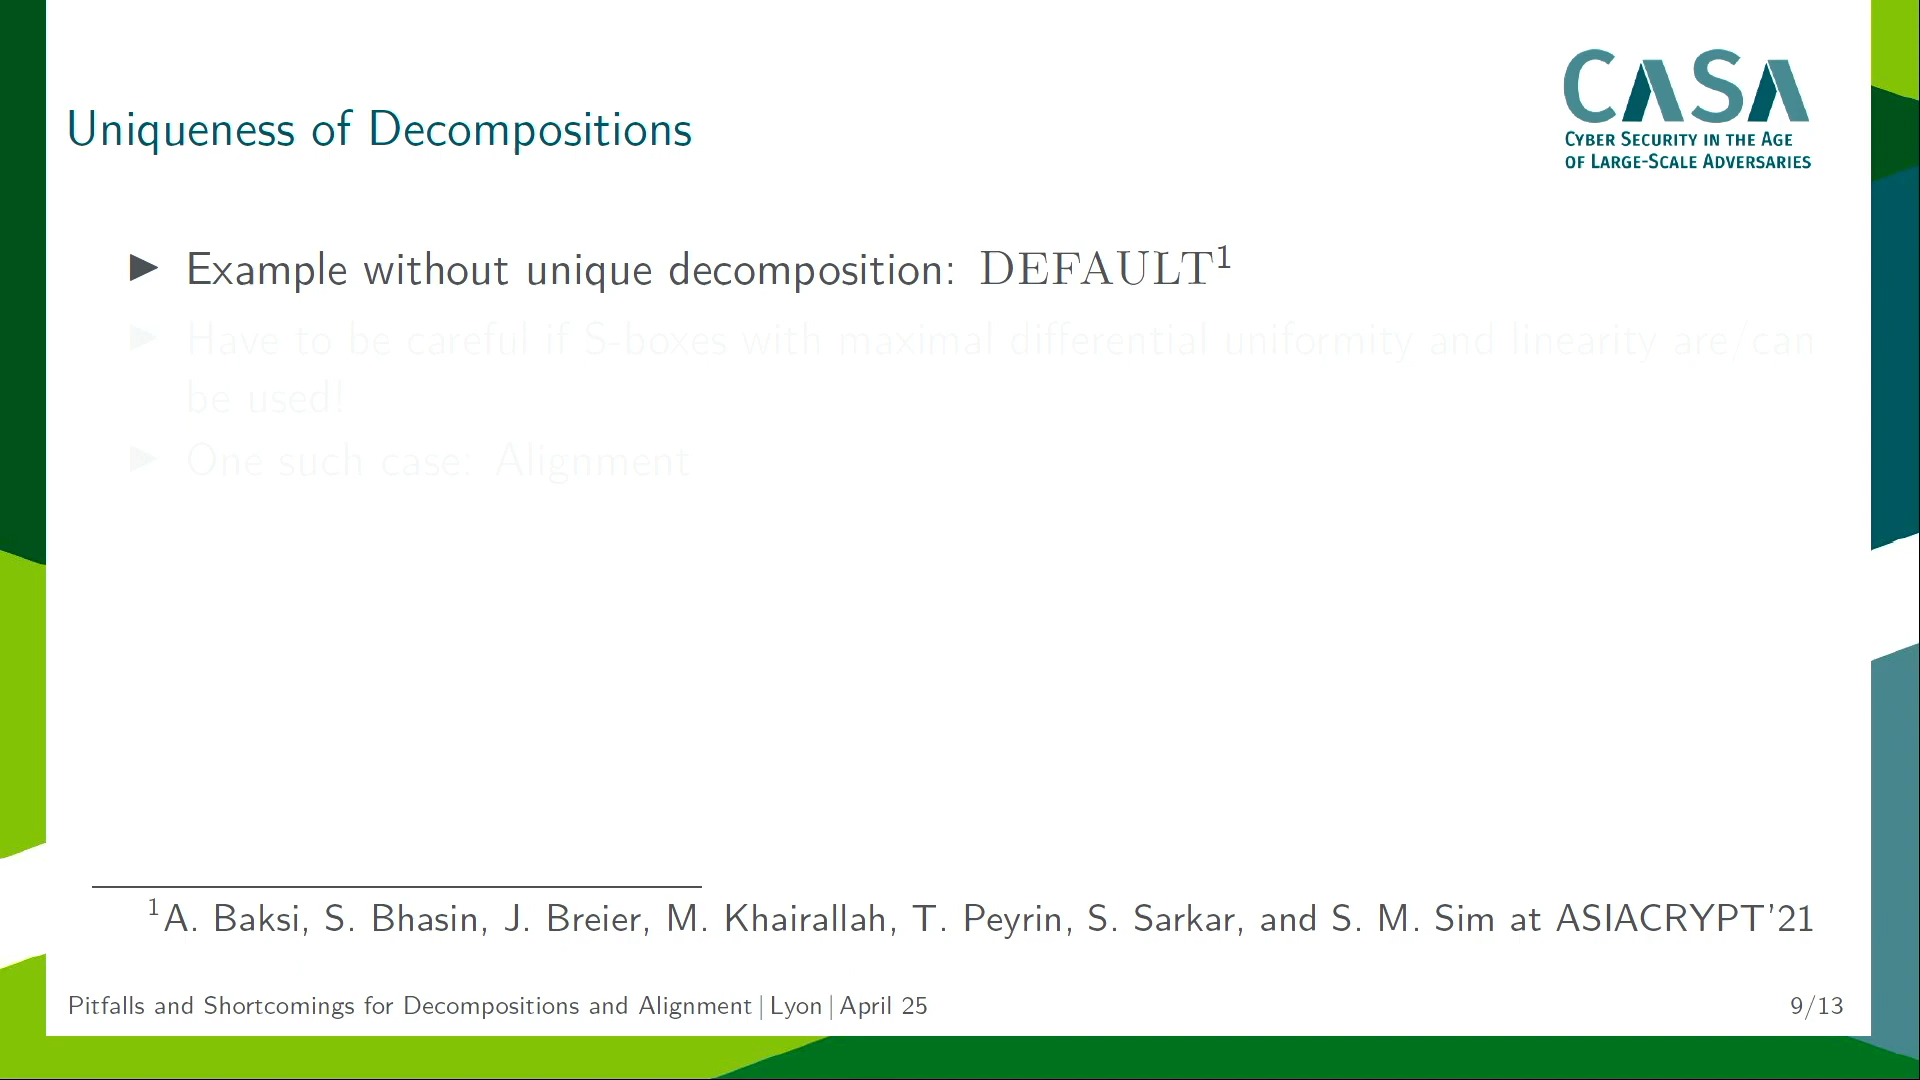 CASA
CYBER SECURITY IN THE AGE
OF LARGE-SCALE ADVERSARIES
Uniqueness of Decompositions
▶ Example without unique decomposition: DEFAULT¹
▶ Have to be careful if S-boxes with maximal differential uniformity and linearity are/can
be used!
▶ One such case: Alignment
¹A. Baksi, S. Bhasin, J. Breier, M. Khairallah, T. Peyrin, S. Sarkar, and S. M. Sim at ASIACRYPT'21
Pitfalls and Shortcomings for Decompositions and Alignment | Lyon | April 25
9/13